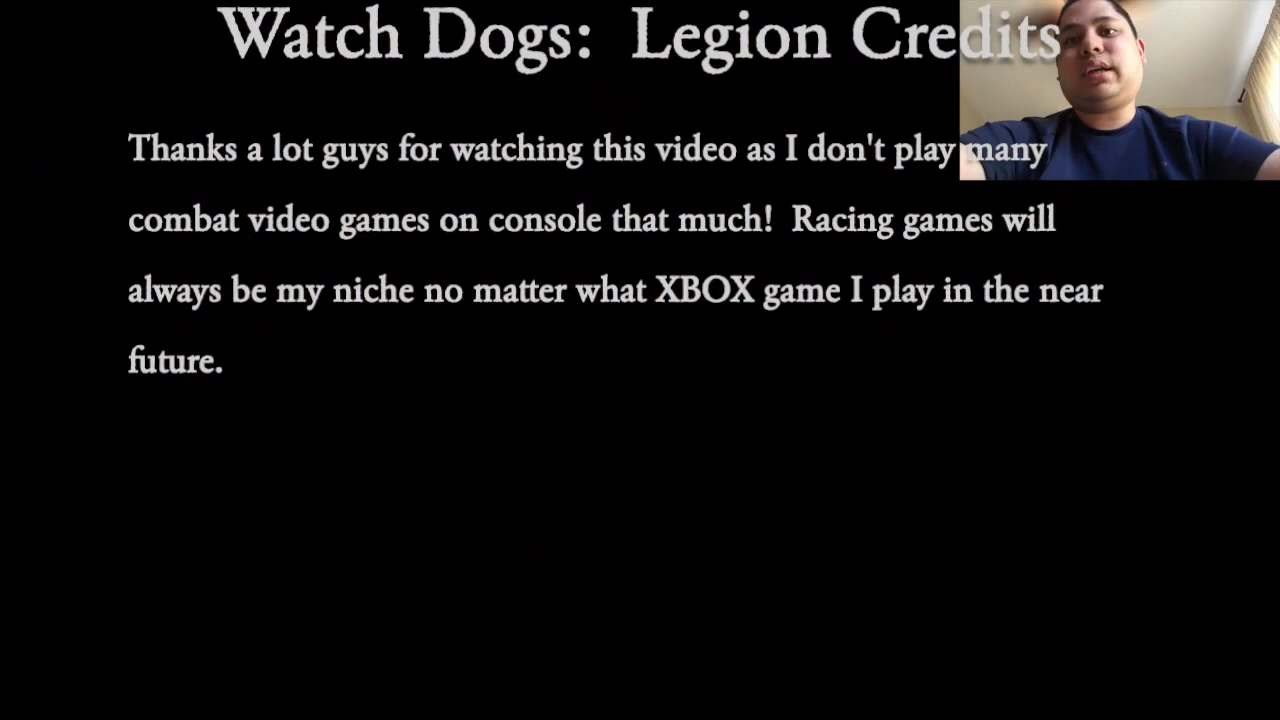 Watch Dogs:  Legion Credits
Thanks a lot guys for watching this video as I don't play many
combat video games on console that much!  Racing games will
always be my niche no matter what XBOX game I play in the near
future.